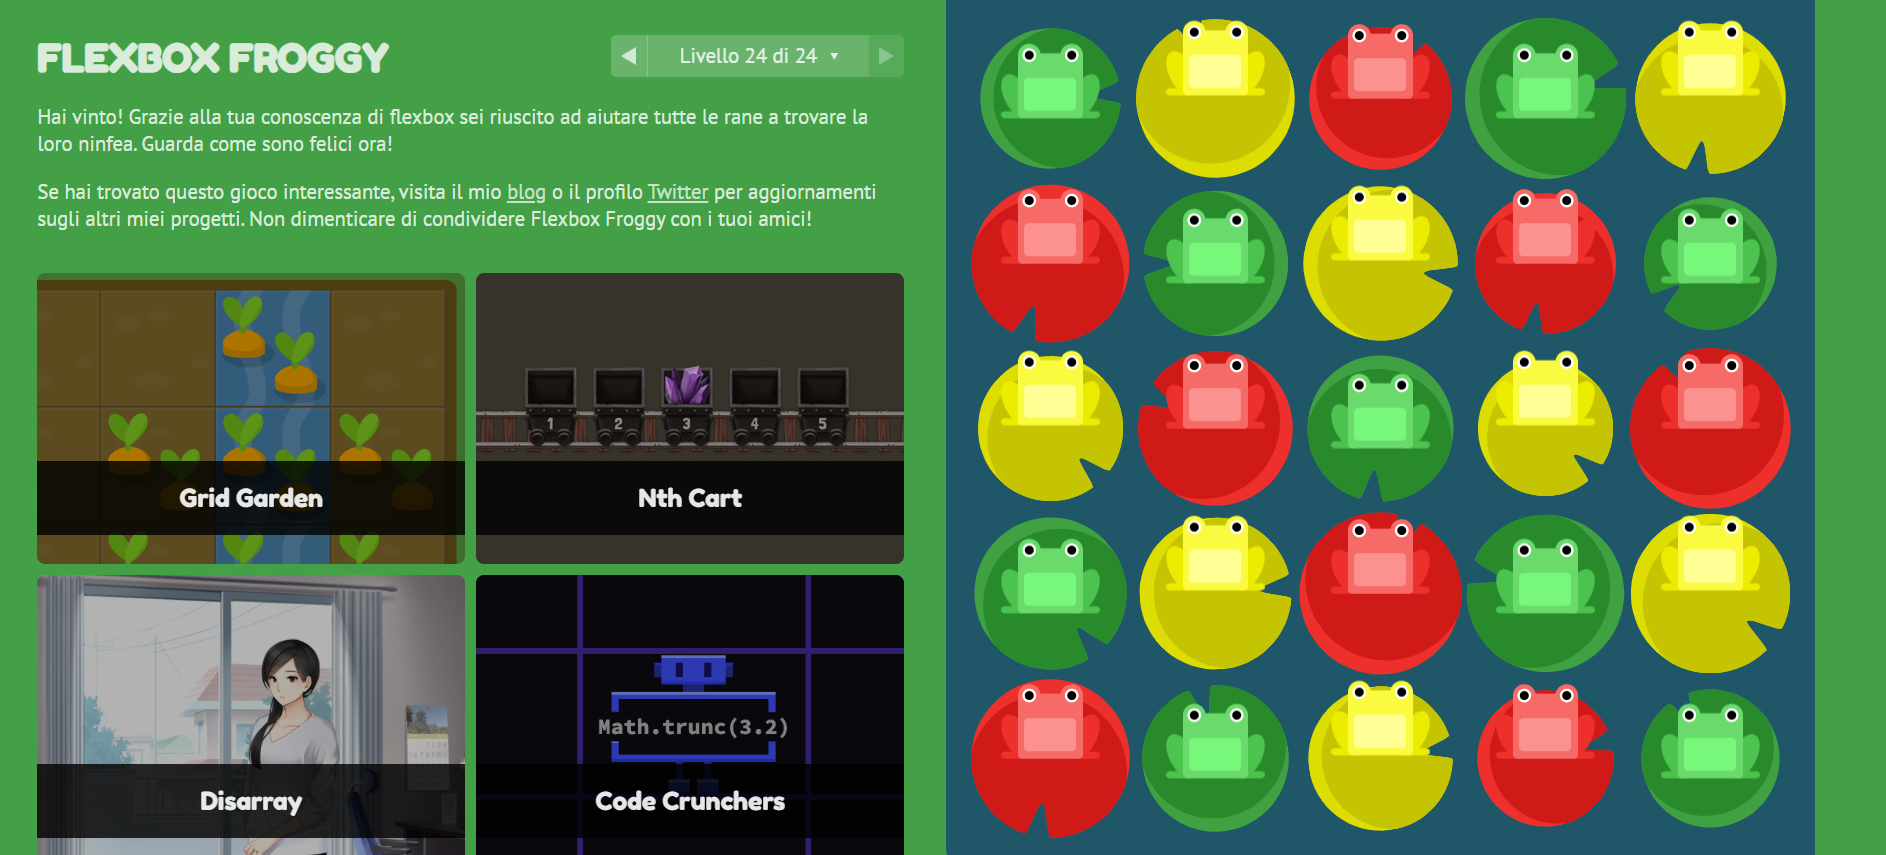 FLEXBOX FROGGY
Livello 24 di 24
Hai vinto! Grazie alla tua conoscenza di flexbox sei riuscito ad aiutare tutte le rane a trovare la
loro ninfea. Guarda come sono felici ora!
Se hai trovato questo gioco interessante, visita il mio blog o il profilo Twitter per aggiornamenti
sugli altri miei progetti. Non dimenticare di condividere Flexbox Froggy con i tuoi amici!
1 2 3 4 5
Grid Garden
Nth Cart
Math.trunc(3.2)
Disarray
Code Crunchers